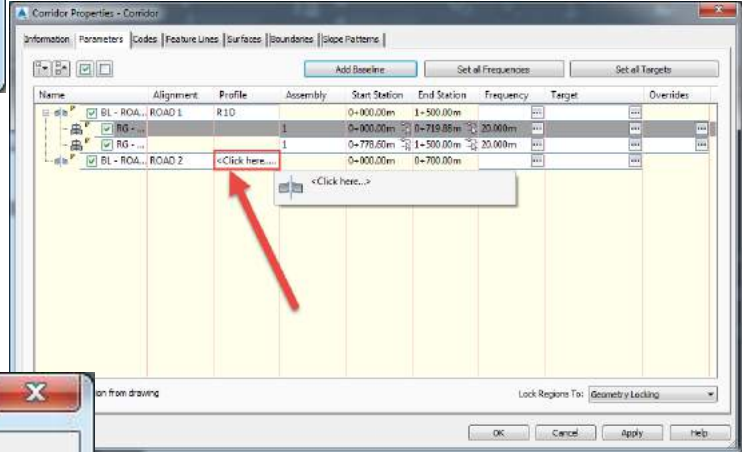 Corridor Properties - Corridor
Information Parameters Codes Feature Lines Surfaces Boundaries Slope Patterns
Add Baseline Set all Frequencies Set all Targets
Name Alignment Profile Assembly Start Station End Station Frequency Target Overrides
BL - ROA... ROAD 1 R1D 0+000.00m 1+500.00m
RG - ... 1 0+000.00m 0+719.86m 20.000m
RG - ... 1 0+778.60m 1+500.00m 20.000m
BL - ROA... ROAD 2 <Click here.... 0+000.00m 0+700.00m
<Click here...>
on from drawing Lock Regions To: Geometry Locking
OK Cancel Apply Help